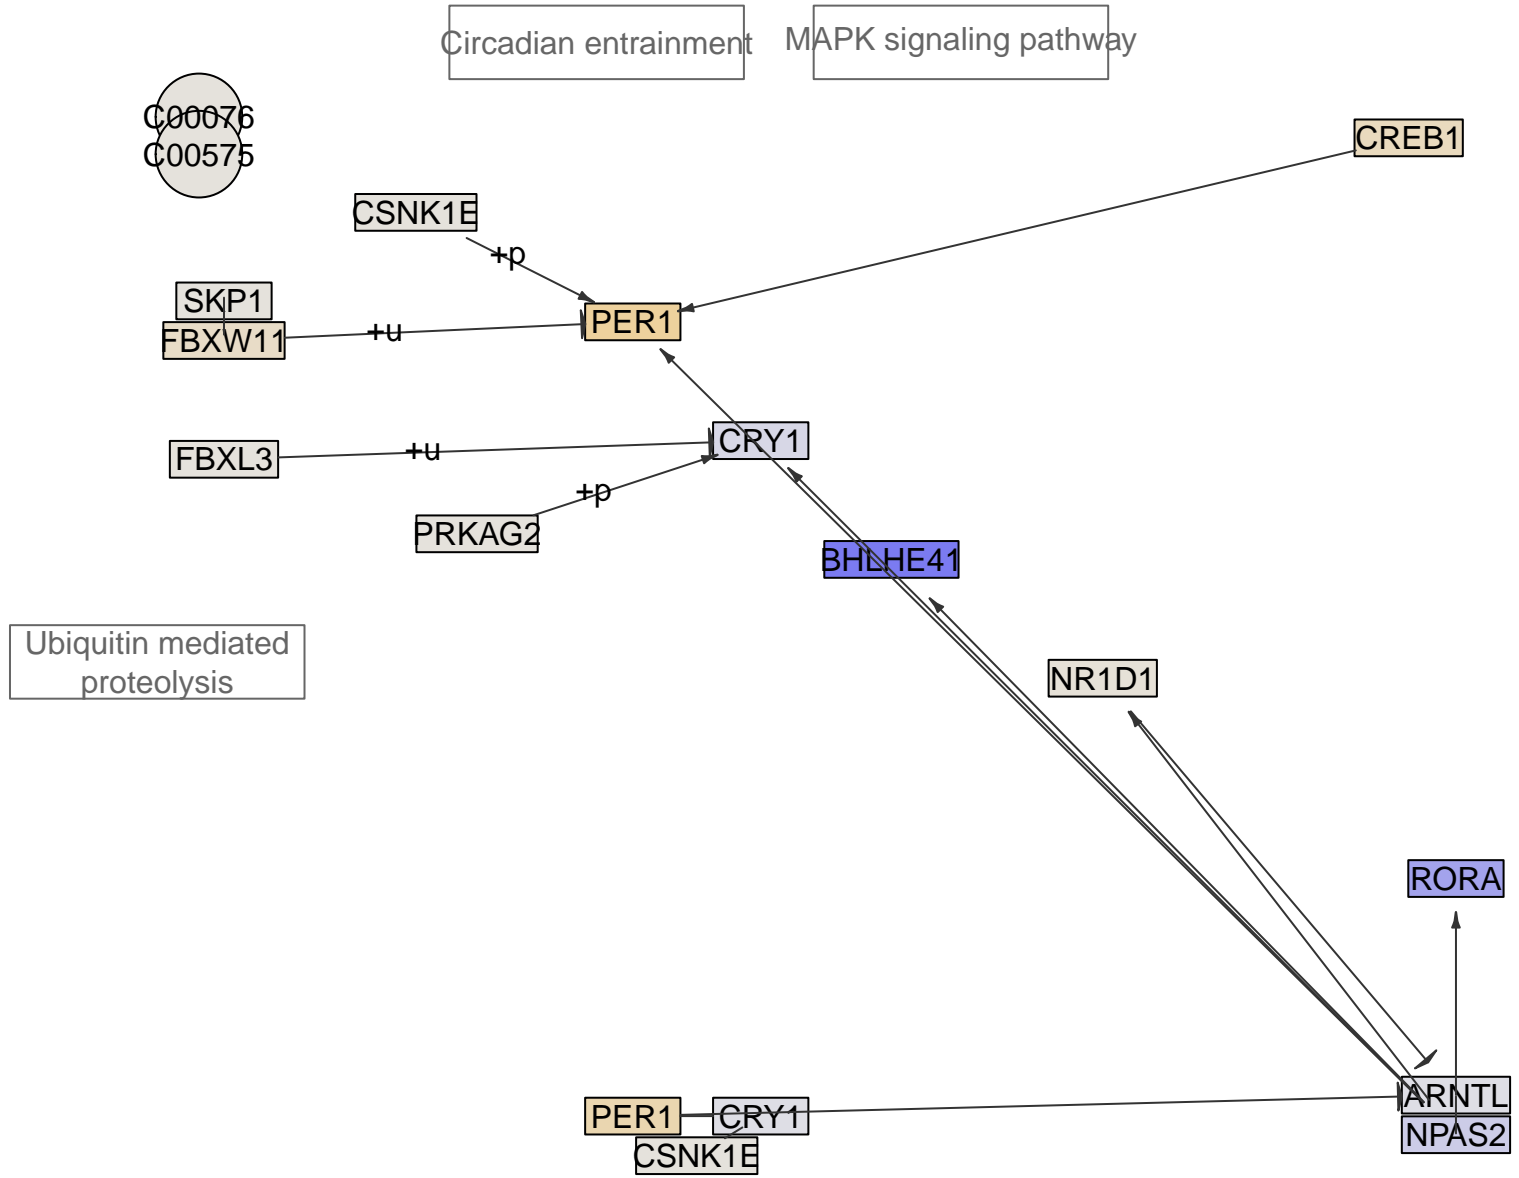 Circadian entrainment
MAPK signaling pathway
C00076
CREB1
C00575
CSNK1E
+p
SKP1
PER1
FBXW11
+u
CRY1
FBXL3
+u
+p
PRKAG2
BHLHE41
Ubiquitin mediated
proteolysis
NR1D1
RORA
ARNTL
PER1
CRY1
NPAS2
CSNK1E